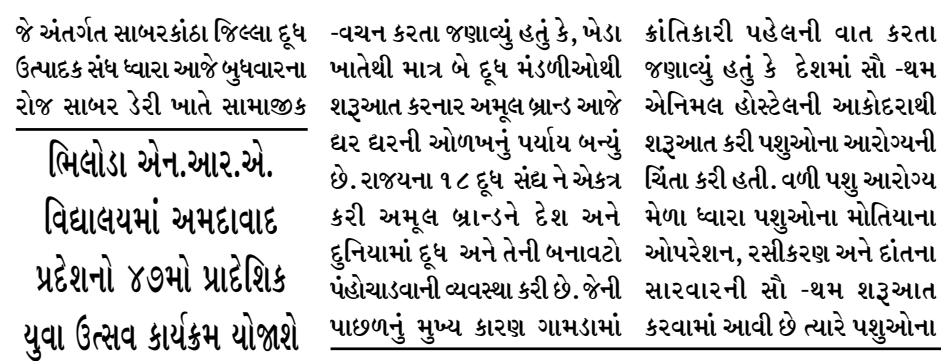 જે અંતર્ગત સાબરકાંઠા જિલ્લા દૂધ
ઉત્પાદક સંઘ ધ્વારા આજે બુધવારના
રોજ સાબર ડેરી ખાતે સામાજીક
ભિલોડા એન.આર.એ.
વિદ્યાલયમાં અમદાવાદ
પ્રદેશનો ૪૭મો પ્રાદેશિક
યુવા ઉત્સવ કાર્યક્રમ યોજાશે
-વચન કરતા જણાવ્યું હતું કે, ખેડા
ખાતેથી માત્ર બે દૂધ મંડળીઓથી
શરૂઆત કરનાર અમૂલ બ્રાન્ડ આજે
ઘર ઘરની ઓળખનું પર્યાય બન્યું
છે. રાજયના ૧૮ દૂધ સંઘ ને એકત્ર
કરી અમૂલ બ્રાન્ડને દેશ અને
દુનિયામાં દૂધ અને તેની બનાવટો
પંહોચાડવાની વ્યવસ્થા કરી છે. જેની
પાછળનું મુખ્ય કારણ ગામડામાં
ક્રાંતિકારી પહેલની વાત કરતા
જણાવ્યું હતું કે દેશમાં સૌ -થમ
એનિમલ હોસ્ટેલની આકોદરાથી
શરૂઆત કરી પશુઓના આરોગ્યની
ચિંતા કરી હતી. વળી પશુ આરોગ્ય
મેળા ધ્વારા પશુઓના મોતિયાના
ઓપરેશન, રસીકરણ અને દાંતના
સારવારની સૌ -થમ શરૂઆત
કરવામાં આવી છે ત્યારે પશુઓના